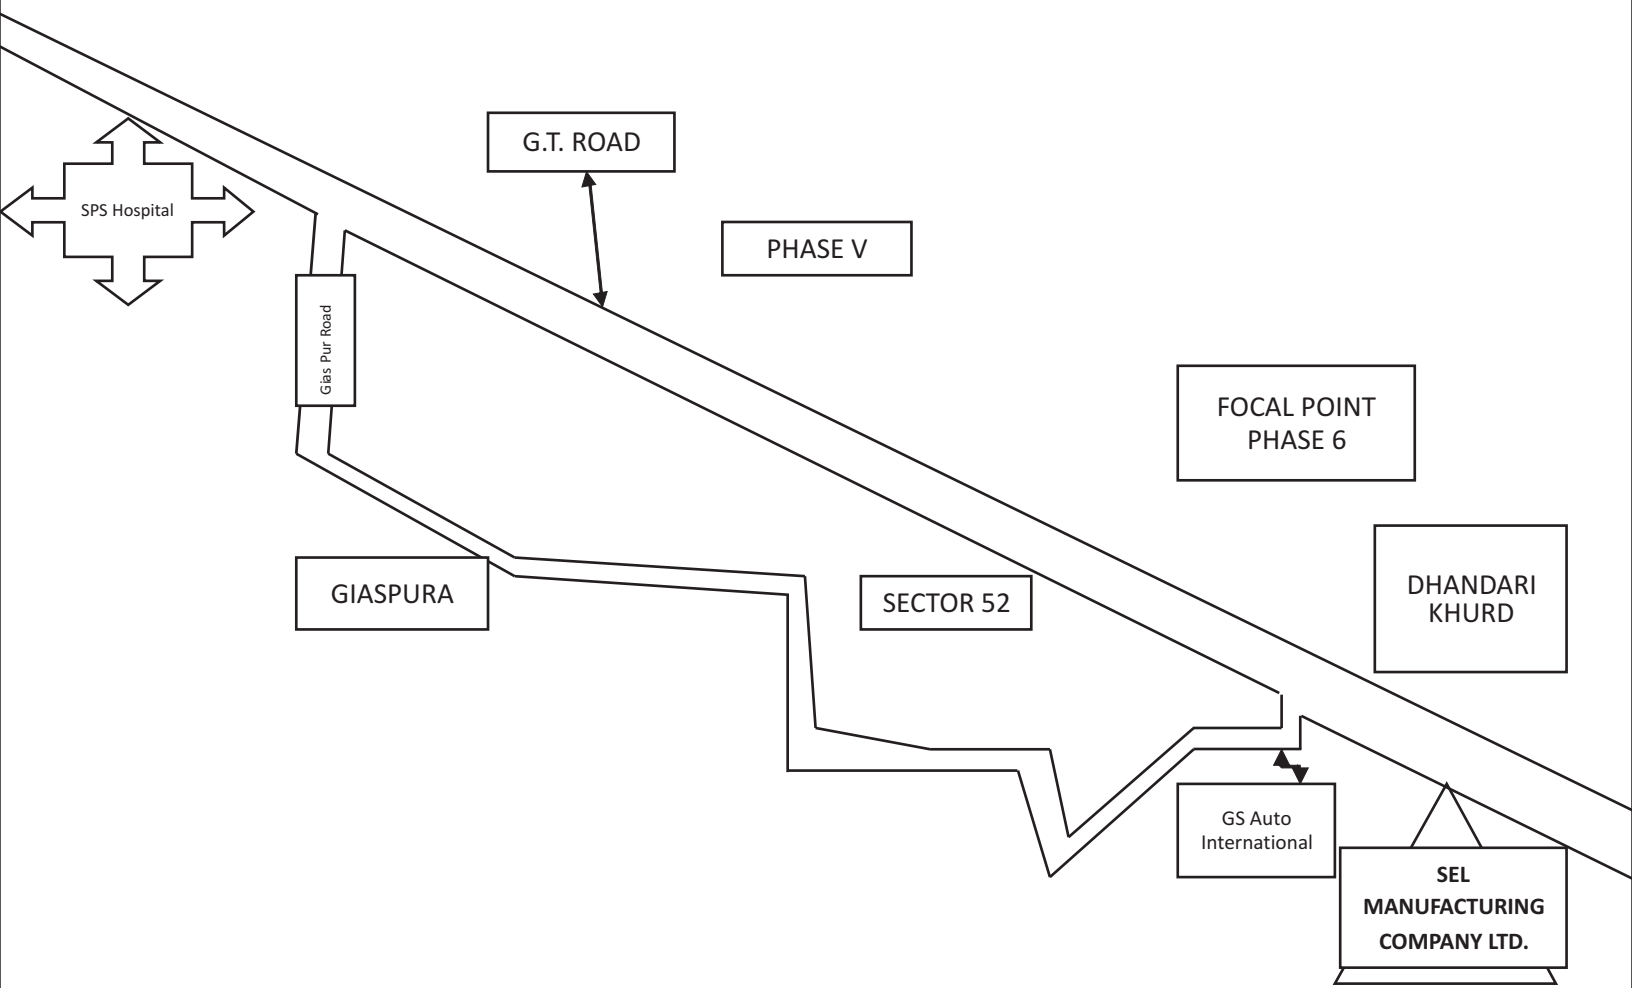 G.T. ROAD
SPS Hospital
PHASE V
Gias Pur Road
FOCAL POINT
PHASE 6
GIASPURA
SECTOR 52
DHANDARI
KHURD
GS Auto
International
SEL
MANUFACTURING
COMPANY LTD.